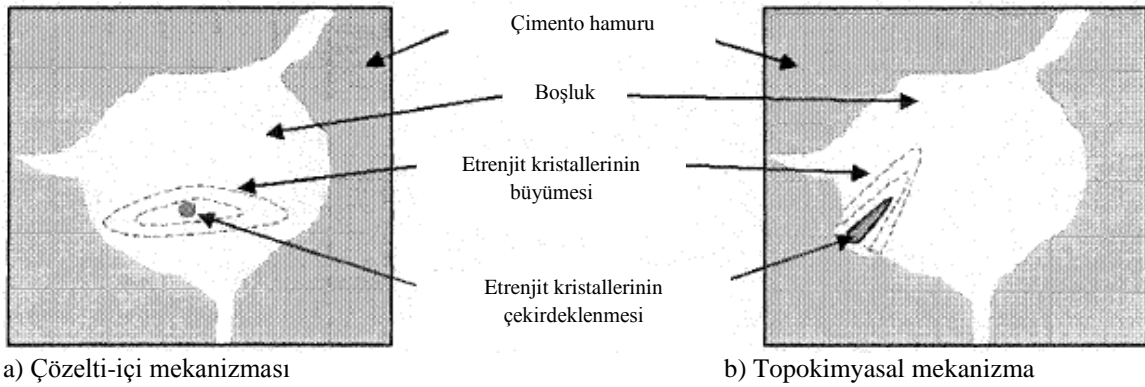 Çimento hamuru
Boşluk
Etrenjit kristallerinin
büyümesi
Etrenjit kristallerinin
çekirdeklenmesi
a) Çözelti-içi mekanizması
b) Topokimyasal mekanizma